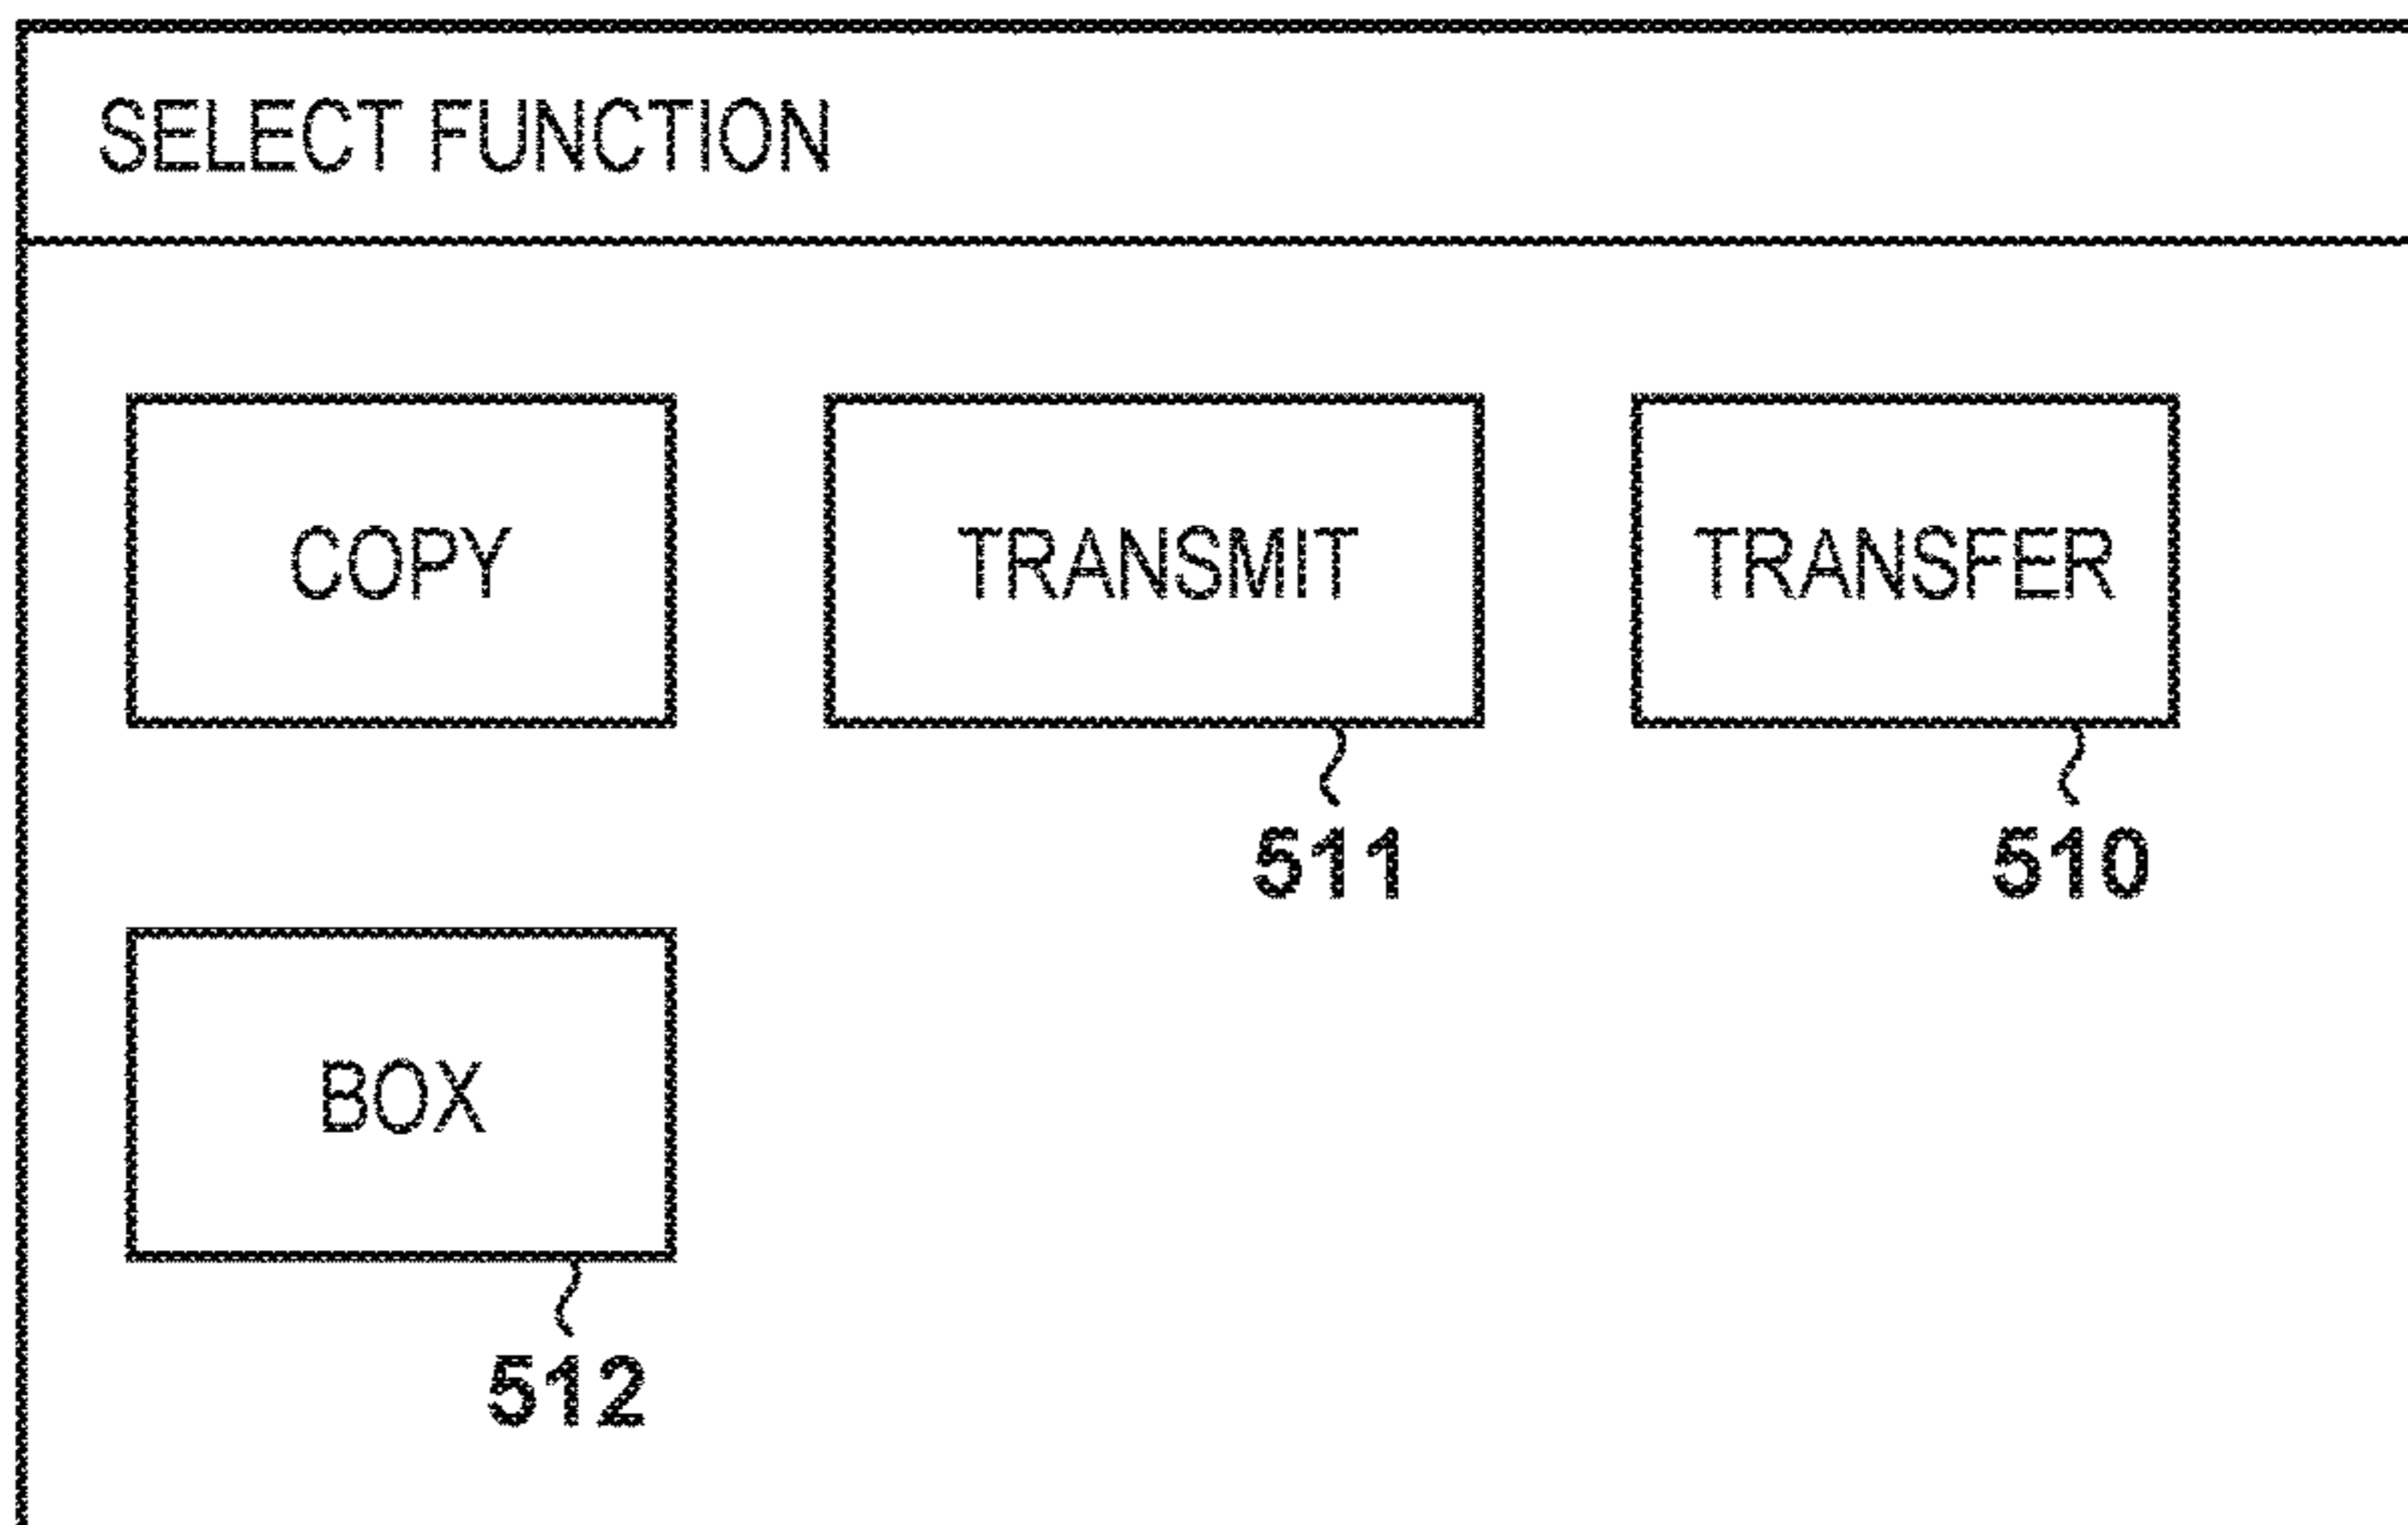 SELECT FUNCTION
COPY
TRANSMIT
TRANSFER
511
510
BOX
512